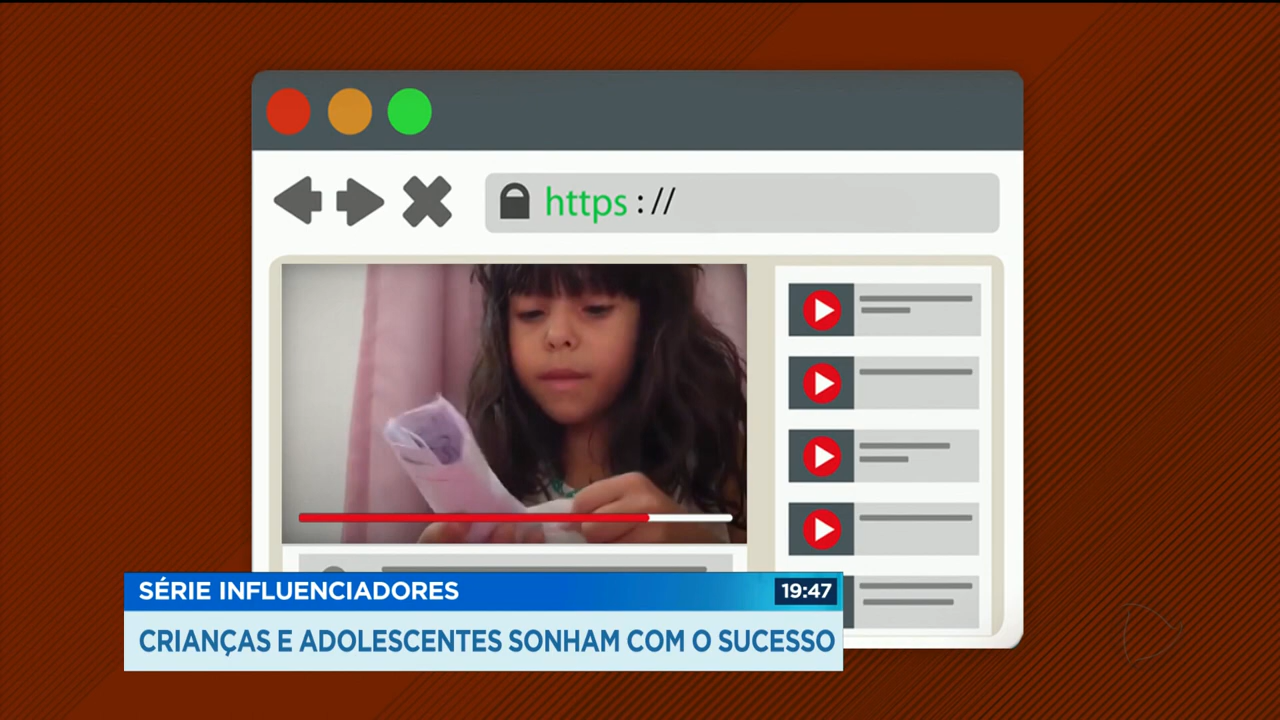 https://
SÉRIE INFLUENCIADORES
19:47
CRIANÇAS E ADOLESCENTES SONHAM COM O SUCESSO